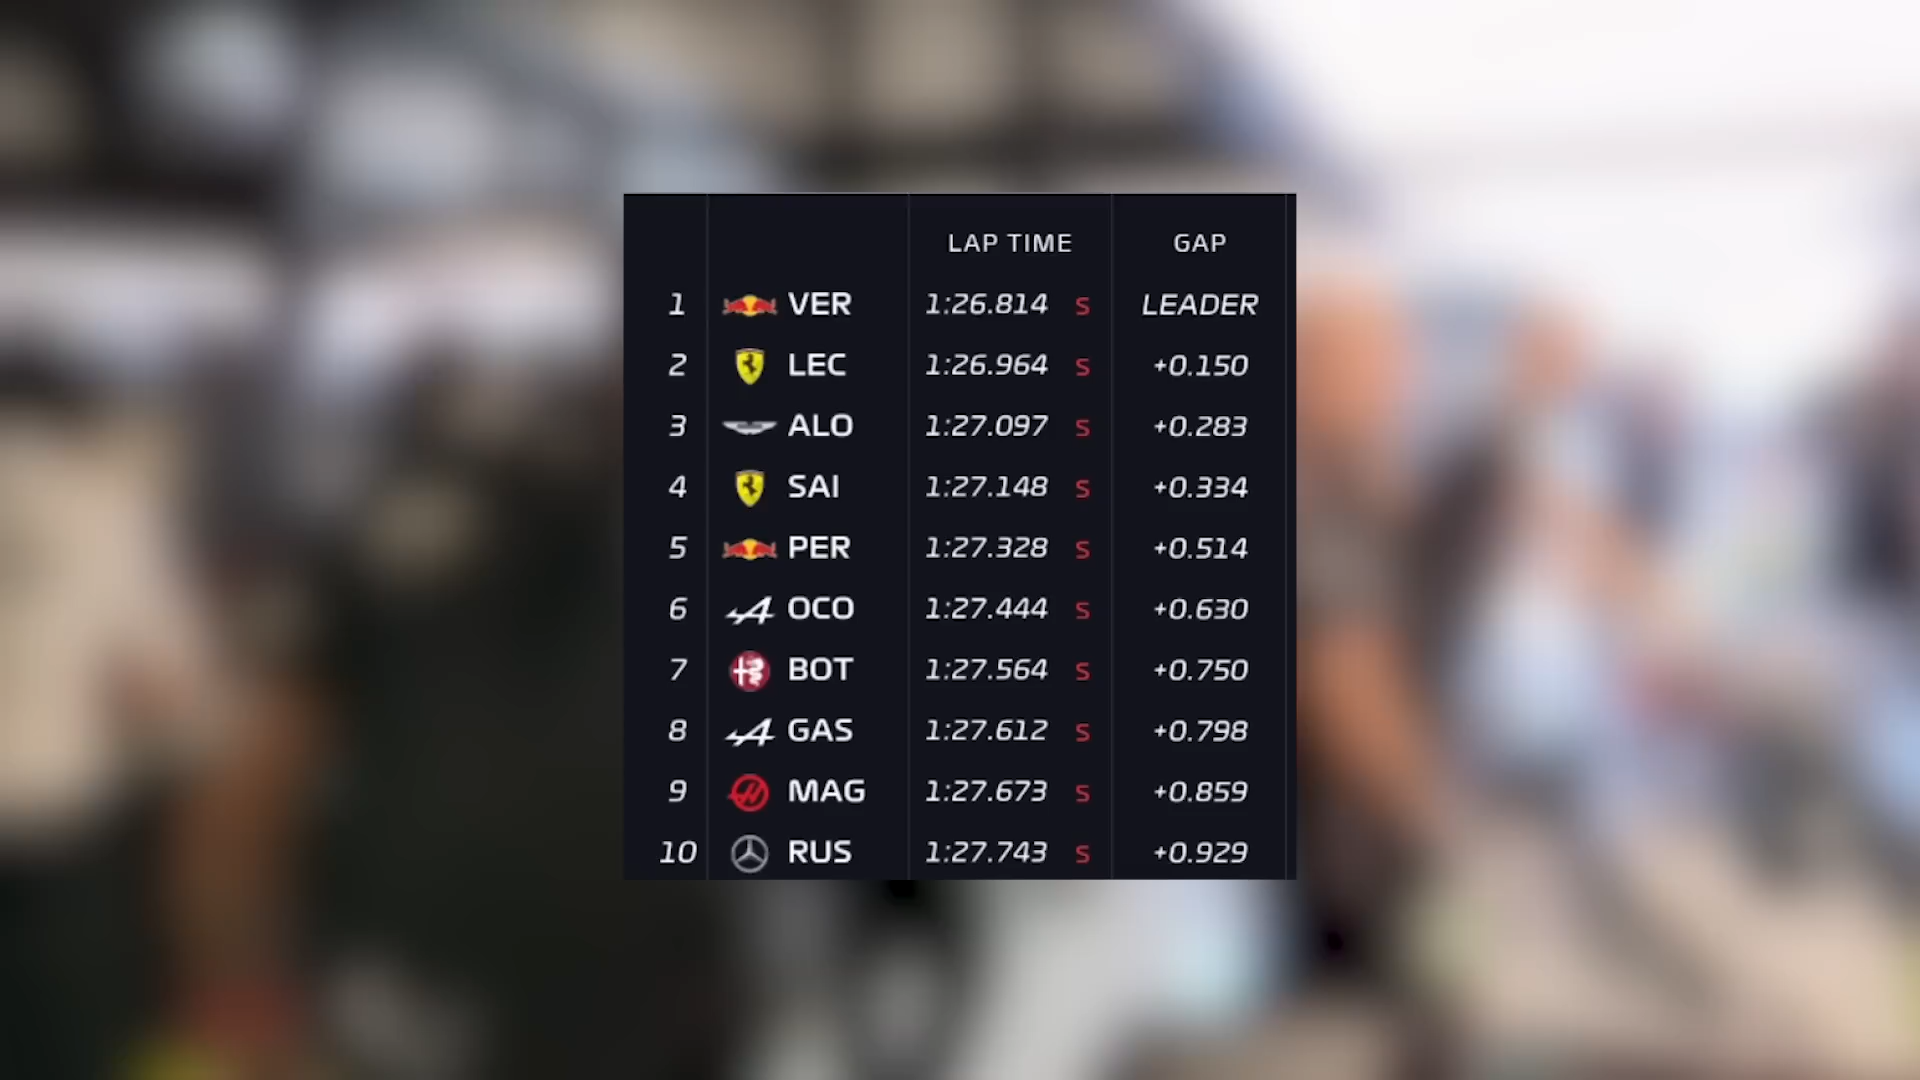 LAP TIME GAP
1 VER 1:26.814 S LEADER
2 LEC 1:26.964 S +0.150
3 ALO 1:27.097 S +0.283
4 SAI 1:27.148 S +0.334
5 PER 1:27.328 S +0.514
6 OCO 1:27.444 S +0.630
7 BOT 1:27.564 S +0.750
8 GAS 1:27.612 S +0.798
9 MAG 1:27.673 S +0.859
10 RUS 1:27.743 S +0.929